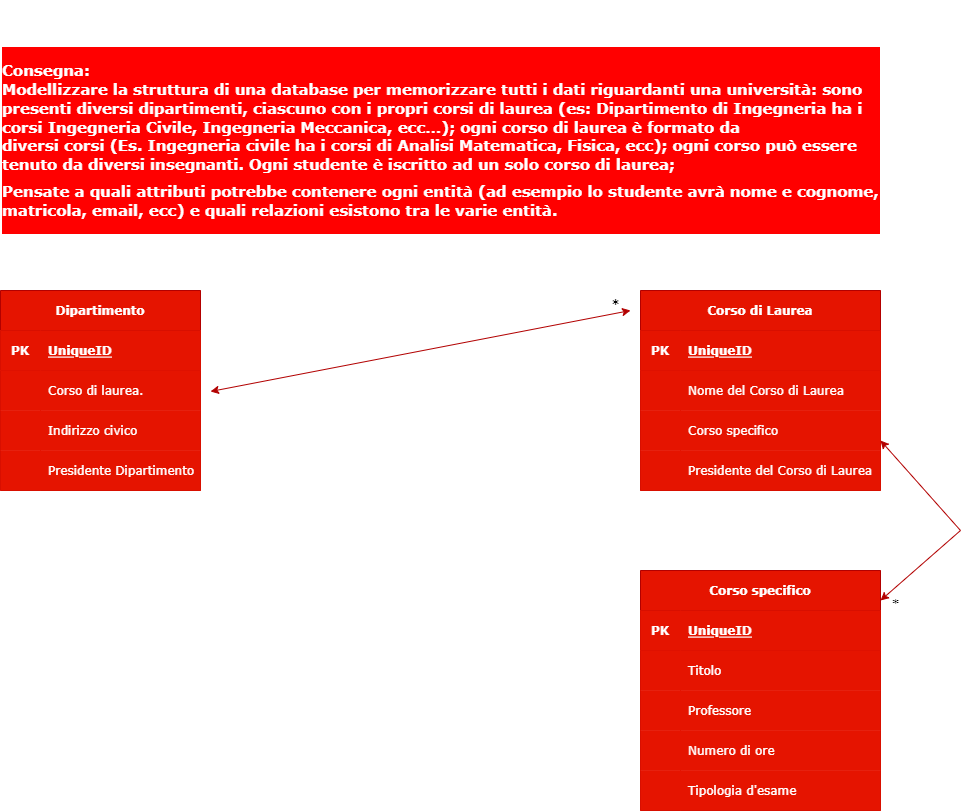 Consegna:
Modellizzare la struttura di una database per memorizzare tutti i dati riguardanti una università: sono
presenti diversi dipartimenti, ciascuno con i propri corsi di laurea (es: Dipartimento di Ingegneria ha i
corsi Ingegneria Civile, Ingegneria Meccanica, ecc...); ogni corso di laurea è formato da
diversi corsi (Es. Ingegneria civile ha i corsi di Analisi Matematica, Fisica, ecc); ogni corso può essere
tenuto da diversi insegnanti. Ogni studente è iscritto ad un solo corso di laurea;
Pensate a quali attributi potrebbe contenere ogni entità (ad esempio lo studente avrà nome e cognome,
matricola, email, ecc) e quali relazioni esistono tra le varie entità.
Dipartimento
PK UniqueID
Corso di laurea.
Indirizzo civico
Presidente Dipartimento
*
Corso di Laurea
PK UniqueID
Nome del Corso di Laurea
Corso specifico
Presidente del Corso di Laurea
Corso specifico
*
PK UniqueID
Titolo
Professore
Numero di ore
Tipologia d'esame